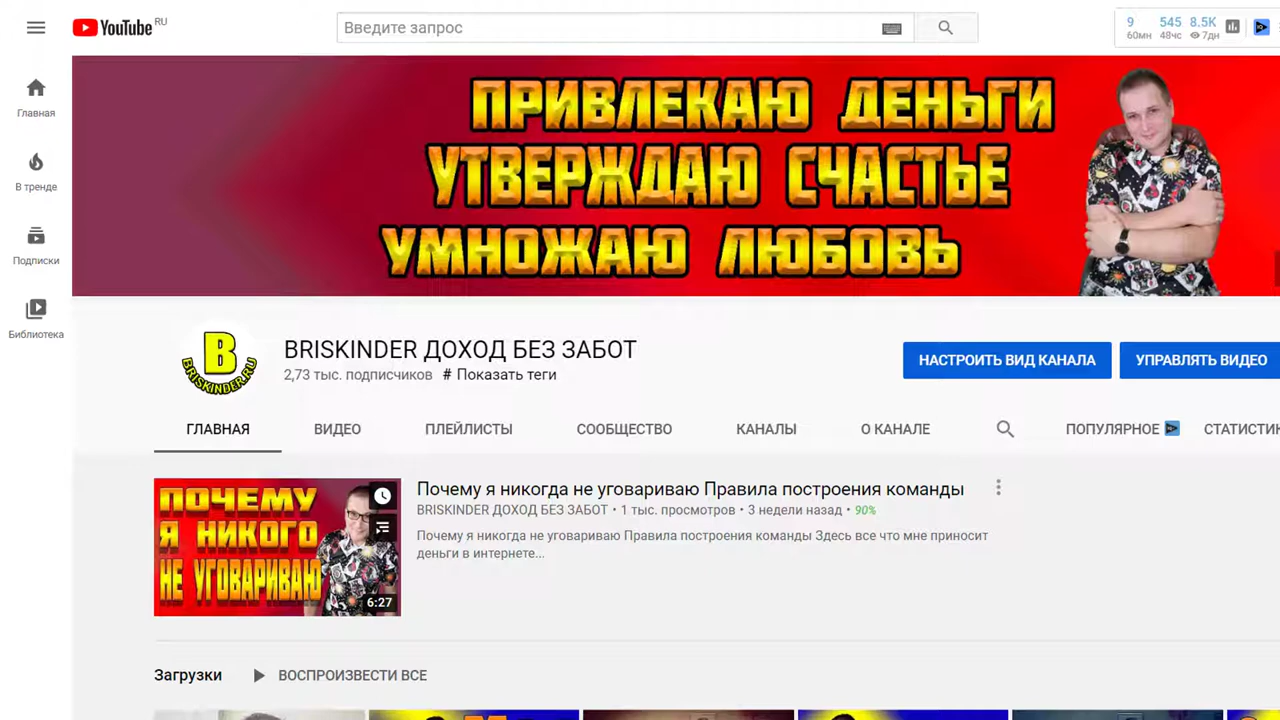 YouTube RU
Введите запрос
9 545 8.5K
60мн 48чс 7дн
Главная
В тренде
Подписки
Библиотека
ПРИВЛЕКАЮ ДЕНЬГИ
УТВЕРЖДАЮ СЧАСТЬЕ
УМНОЖАЮ ЛЮБОВЬ
B
BRISKINDER.RU
BRISKINDER ДОХОД БЕЗ ЗАБОТ
2,73 тыс. подписчиков # Показать теги
НАСТРОИТЬ ВИД КАНАЛА
УПРАВЛЯТЬ ВИДЕО
ГЛАВНАЯ ВИДЕО ПЛЕЙЛИСТЫ СООБЩЕСТВО КАНАЛЫ О КАНАЛЕ ПОПУЛЯРНОЕ СТАТИСТИК
ПОЧЕМУ
Я НИКОГО
НЕ УГОВАРИВАЮ
6:27
Почему я никогда не уговариваю Правила построения команды
BRISKINDER ДОХОД БЕЗ ЗАБОТ • 1 тыс. просмотров • 3 недели назад • 90%
Почему я никогда не уговариваю Правила построения команды Здесь все что мне приносит
деньги в интернете...
Загрузки ВОСПРОИЗВЕСТИ ВСЕ